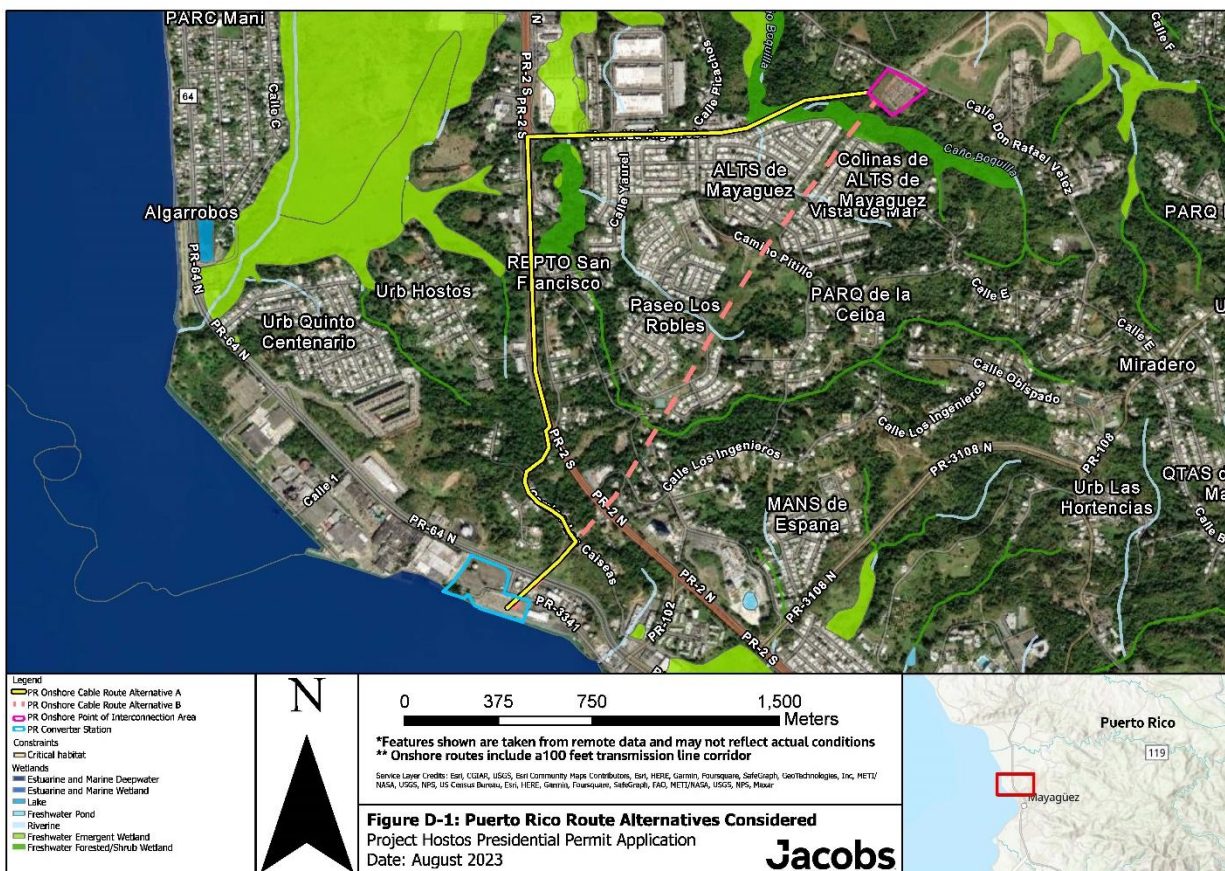 PARC Mani
64
Calle C
Algarrobos
PR-64 N
PR-64 N
Urb Quinto
Centenario
Urb Hostos
N
PR-2 S
PR-2 S
Calle Picachos
Calle Yaurel
REPTO San
Francisco
ALTS de
Mayaguez
Colinas de
ALTS de
Mayaguez
Vista de Mar
Camino Pitillo
Paseo Los
Robles
PARQ de la
Ceiba
Caño Boquilla
Boquilla
Calle Don Rafael Velez
Calle F
PARQ
Calle E
Calle E
Miradero
Calle Obispado
Calle Los Ingenieros
Calle Los Ingenieros
PR-3108 N
PR-108
Urb Las
Hortencias
QTAS d
Ma
Calle B
MANS de
Espana
PR-2 S
PR-2 N
Caiseas
Calle 1
PR-64 N
PR-3341
PR-102
PR-2 N
PR-3108 N
PR-2 S
Legend
PR Onshore Cable Route Alternative A
PR Onshore Cable Route Alternative B
PR Onshore Point of Interconnection Area
PR Converter Station
Constraints
Critical habitat
Wetlands
Estuarine and Marine Deepwater
Estuarine and Marine Wetland
Lake
Freshwater Pond
Riverine
Freshwater Emergent Wetland
Freshwater Forested/Shrub Wetland
N
0 375 750 1,500
Meters
*Features shown are taken from remote data and may not reflect actual conditions
** Onshore routes include a100 feet transmission line corridor
Service Layer Credits: Esri, CGIAR, USGS, Esri Community Maps Contributors, Esri, HERE, Garmin, Foursquare, SafeGraph, GeoTechnologies, Inc, METI/
NASA, USGS, NPS, US Census Bureau, Esri, HERE, Garmin, Foursquare, SafeGraph, FAO, METI/NASA, USGS, NPS, Maxar
Figure D-1: Puerto Rico Route Alternatives Considered
Project Hostos Presidential Permit Application
Date: August 2023
Jacobs
Puerto Rico
119
Mayagüez